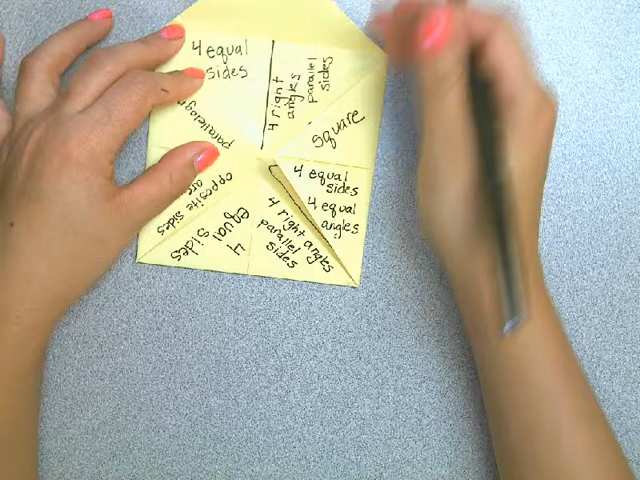 4 equal
sides
4 right
angles
parallel
sides
square
4 equal
sides
4 equal
angles
4 right angles
parallel
sides
4
equal
sides
opposite sides
are